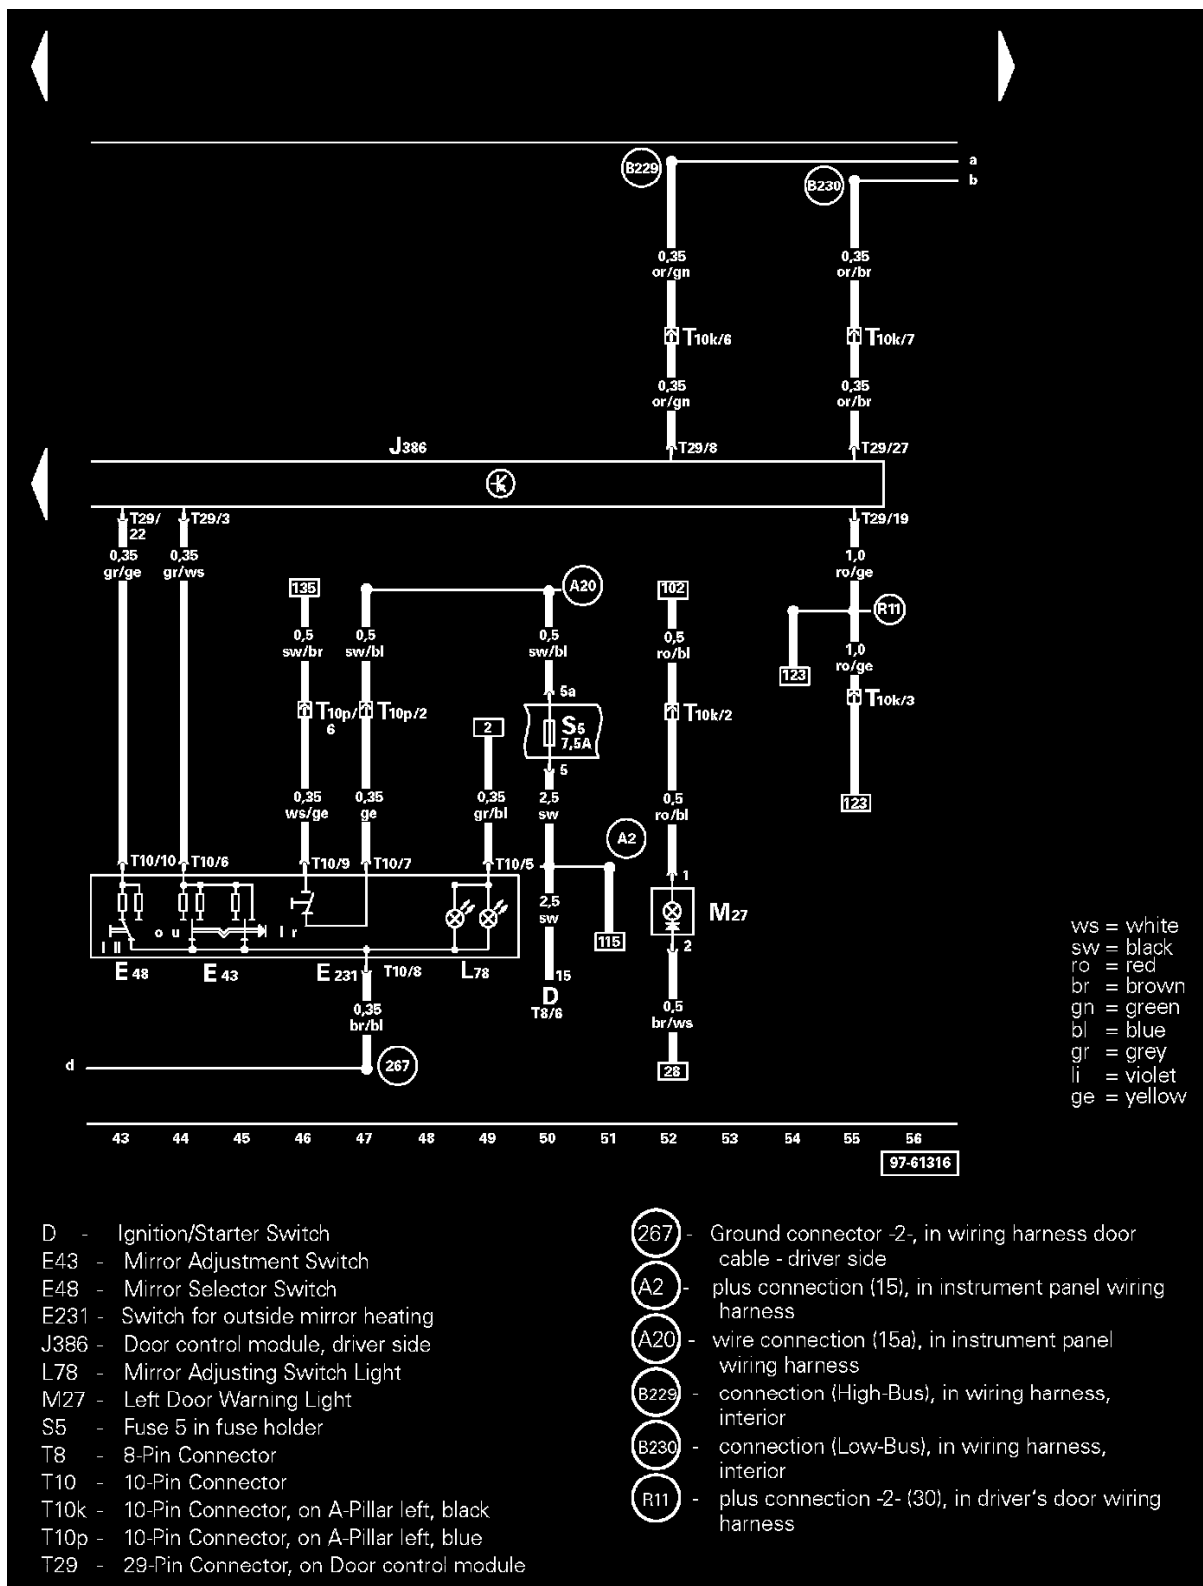 B229
a
B230
b
0,35
or/gn
0,35
or/br
T10k/6
T10k/7
0,35
or/gn
0,35
or/br
J386
T29/8
T29/27
T29/
22
T29/3
T29/19
0,35
gr/ge
0,35
gr/ws
1,0
ro/ge
135
A20
102
R11
0,5
sw/br
0,5
sw/bl
0,5
sw/bl
0,5
ro/bl
1,0
ro/ge
123
5a
T10k/3
T10p/
6
T10p/2
2
S5
7,5A
T10k/2
5
0,35
ws/ge
0,35
ge
0,35
gr/bl
2,5
sw
0,5
ro/bl
123
A2
T10/10
T10/6
T10/9
T10/7
T10/5
1
2,5
sw
M27
I II
o u
l r
115
2
E 48
E 43
E 231
T10/8
L78
15
D
T8/6
0,35
br/bl
0,5
br/ws
d
267
28
ws = white
sw = black
ro = red
br = brown
gn = green
bl = blue
gr = grey
li = violet
ge = yellow
43 44 45 46 47 48 49 50 51 52 53 54 55 56
97-61316
D - Ignition/Starter Switch
E43 - Mirror Adjustment Switch
E48 - Mirror Selector Switch
E231 - Switch for outside mirror heating
J386 - Door control module, driver side
L78 - Mirror Adjusting Switch Light
M27 - Left Door Warning Light
S5 - Fuse 5 in fuse holder
T8 - 8-Pin Connector
T10 - 10-Pin Connector
T10k - 10-Pin Connector, on A-Pillar left, black
T10p - 10-Pin Connector, on A-Pillar left, blue
T29 - 29-Pin Connector, on Door control module
267 - Ground connector -2-, in wiring harness door
cable - driver side
A2 - plus connection (15), in instrument panel wiring
harness
A20 - wire connection (15a), in instrument panel
wiring harness
B229 - connection (High-Bus), in wiring harness,
interior
B230 - connection (Low-Bus), in wiring harness,
interior
R11 - plus connection -2- (30), in driver's door wiring
harness